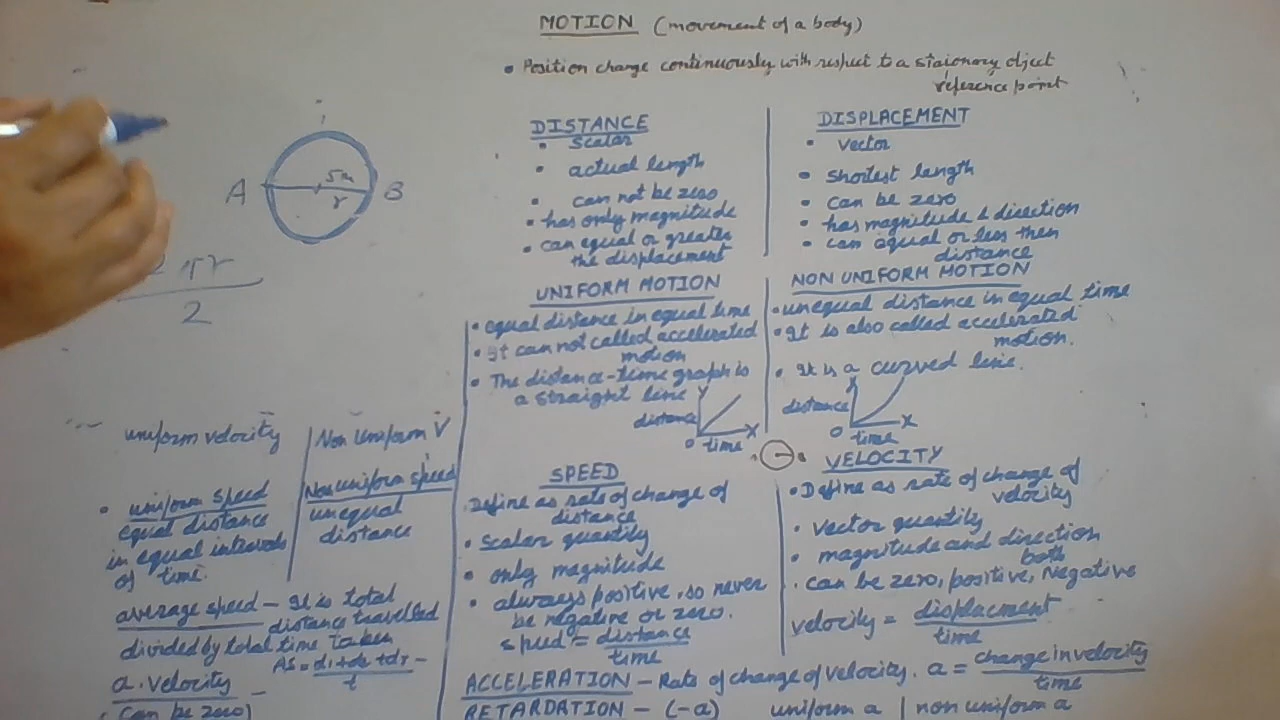 MOTION (movement of a body)
• Position change continuously with respect to a stationary object
reference point
DISTANCE
• Scalar
• actual length
• can not be zero
• has only magnitude
• can equal or greater
the displacement
DISPLACEMENT
• vector
• shortest length
• can be zero
• has magnitude & direction
• can equal or less then
distance
A
5m
r
B
2πr
2
UNIFORM MOTION
• equal distance in equal time
• It can not called accelerated
motion
• The distance-time graph is
a straight line
Y
distance
0 time X
NON UNIFORM MOTION
• unequal distance in equal time
• It is also called accelerated
motion.
• It is a curved line.
Y
distance
0 time X
uniform velocity
• uniform speed
equal distance
in equal intervals
of time.
Non Uniform V
Non uniform speed
unequal
distance
average speed – It is total
distance travelled
divided by total time taken
AS = d1+d2+d
t
a. velocity –
(can be zero)
SPEED
Define as rate of change of
distance
• scalar quantity
• only magnitude
• always positive, so never
be negative or zero.
speed = distance
time
VELOCITY
• Define as rate of change of
velocity
• vector quantity
• magnitude and direction
both
• can be zero, positive, Negative
velocity = displacment
time
ACCELERATION – Rate of change of velocity. a = change in velocity
time
RETARDATION – (-a) uniform a | non uniform a